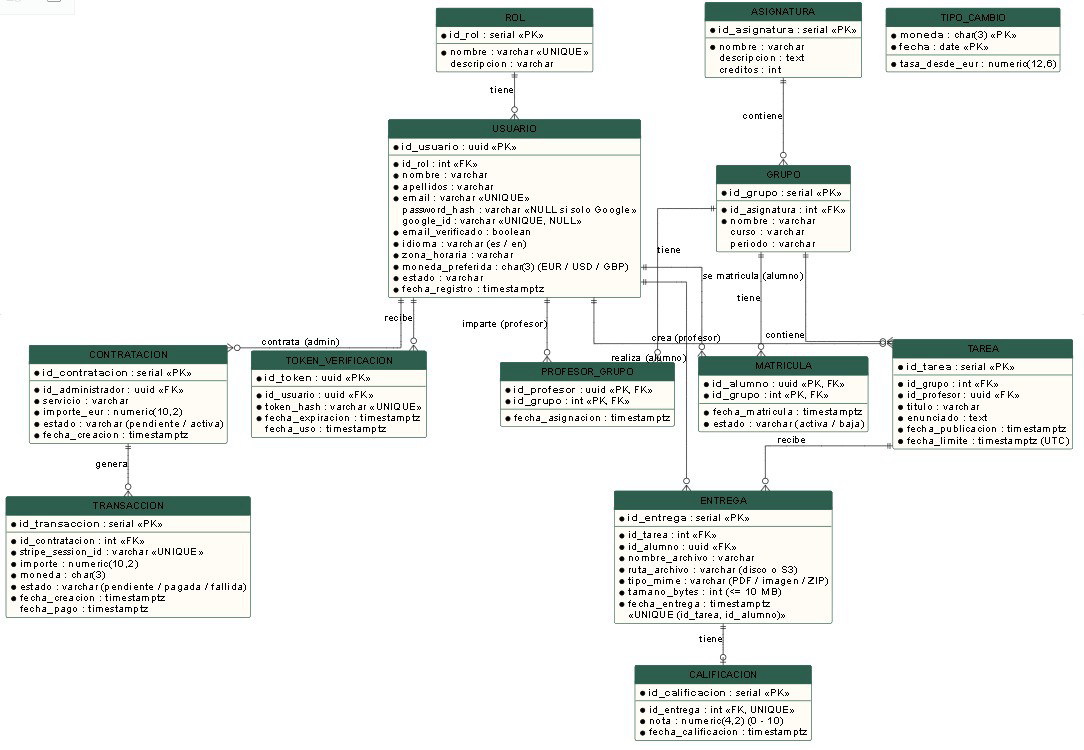 ROL
id_rol : serial «PK»
nombre : varchar «UNIQUE»
descripcion : varchar
ASIGNATURA
id_asignatura : serial «PK»
nombre : varchar
descripcion : text
creditos : int
TIPO_CAMBIO
moneda : char(3) «PK»
fecha : date «PK»
tasa_desde_eur : numeric(12,6)
tiene
contiene
USUARIO
id_usuario : uuid «PK»
id_rol : int «FK»
nombre : varchar
apellidos : varchar
email : varchar «UNIQUE»
password_hash : varchar «NULL si solo Google»
google_id : varchar «UNIQUE, NULL»
email_verificado : boolean
idioma : varchar (es / en)
zona_horaria : varchar
moneda_preferida : char(3) (EUR / USD / GBP)
estado : varchar
fecha_registro : timestamptz
GRUPO
id_grupo : serial «PK»
id_asignatura : int «FK»
nombre : varchar
curso : varchar
periodo : varchar
tiene
se matricula (alumno)
tiene
recibe
imparte (profesor)
contrata (admin)
crea (profesor)
contiene
realiza (alumno)
CONTRATACION
id_contratacion : serial «PK»
id_administrador : uuid «FK»
servicio : varchar
importe_eur : numeric(10,2)
estado : varchar (pendiente / activa)
fecha_creacion : timestamptz
TOKEN_VERIFICACION
id_token : uuid «PK»
id_usuario : uuid «FK»
token_hash : varchar «UNIQUE»
fecha_expiracion : timestamptz
fecha_uso : timestamptz
PROFESOR_GRUPO
id_profesor : uuid «PK, FK»
id_grupo : int «PK, FK»
fecha_asignacion : timestamptz
MATRICULA
id_alumno : uuid «PK, FK»
id_grupo : int «PK, FK»
fecha_matricula : timestamptz
estado : varchar (activa / baja)
TAREA
id_tarea : serial «PK»
id_grupo : int «FK»
id_profesor : uuid «FK»
titulo : varchar
enunciado : text
fecha_publicacion : timestamptz
fecha_limite : timestamptz (UTC)
genera
recibe
TRANSACCION
id_transaccion : serial «PK»
id_contratacion : int «FK»
stripe_session_id : varchar «UNIQUE»
importe : numeric(10,2)
moneda : char(3)
estado : varchar (pendiente / pagada / fallida)
fecha_creacion : timestamptz
fecha_pago : timestamptz
ENTREGA
id_entrega : serial «PK»
id_tarea : int «FK»
id_alumno : uuid «FK»
nombre_archivo : varchar
ruta_archivo : varchar (disco o S3)
tipo_mime : varchar (PDF / imagen / ZIP)
tamano_bytes : int (<= 10 MB)
fecha_entrega : timestamptz
«UNIQUE (id_tarea, id_alumno)»
tiene
CALIFICACION
id_calificacion : serial «PK»
id_entrega : int «FK, UNIQUE»
nota : numeric(4,2) (0 - 10)
fecha_calificacion : timestamptz